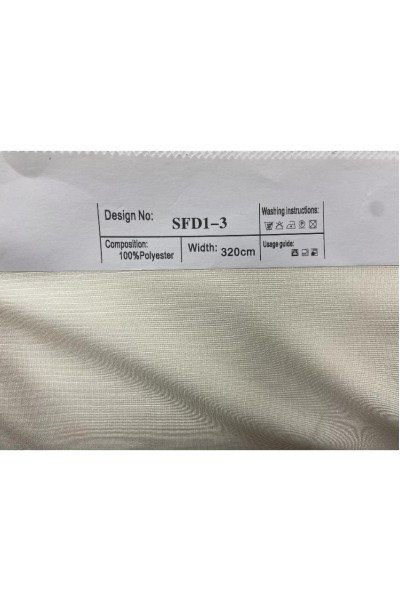 Design No: SFD1-3
Washing instructions:
Composition:
100%Polyester
Width: 320cm
Usage guide: